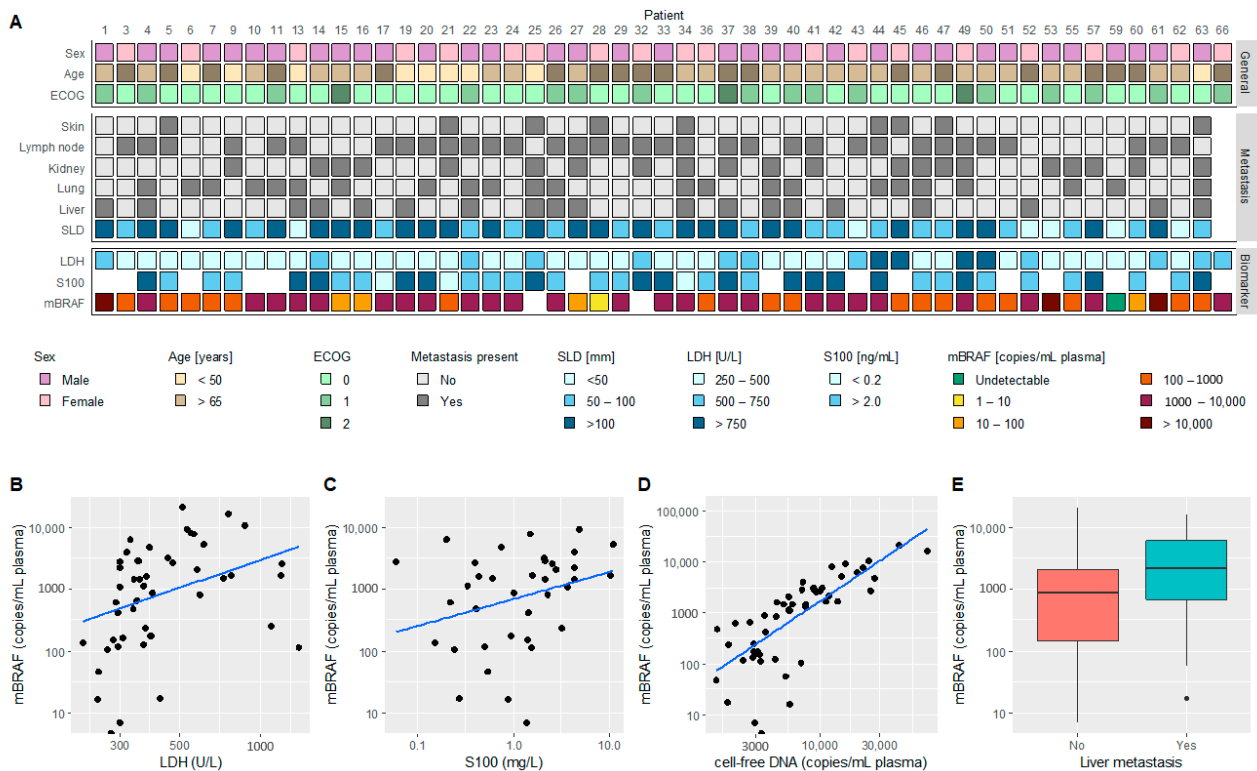 Patient
A
1 3 4 5 6 7 9 10 11 13 14 15 16 17 19 20 21 22 23 24 25 26 27 28 29 32 33 34 36 37 38 39 40 41 42 43 44 45 46 47 49 50 51 52 53 55 57 59 60 61 62 63 66
Sex
Age
ECOG
General
Skin
Lymph node
Kidney
Lung
Liver
SLD
Metastasis
LDH
S100
mBRAF
Biomarker
Sex
Male
Female
Age [years]
< 50
> 65
ECOG
0
1
2
Metastasis present
No
Yes
SLD [mm]
<50
50 – 100
>100
LDH [U/L]
250 – 500
500 – 750
> 750
S100 [ng/mL]
< 0.2
> 2.0
mBRAF [copies/mL plasma]
Undetectable
1 – 10
10 – 100
100 – 1000
1000 – 10,000
> 10,000
B
mBRAF (copies/mL plasma)
10,000
1000
100
10
300 500 1000
LDH (U/L)
C
mBRAF (copies/mL plasma)
10,000
1000
100
10
0.1 1.0 10.0
S100 (mg/L)
D
mBRAF (copies/mL plasma)
100,000
10,000
1000
100
10
3000 10,000 30,000
cell-free DNA (copies/mL plasma)
E
mBRAF (copies/mL plasma)
10,000
1000
100
10
No Yes
Liver metastasis